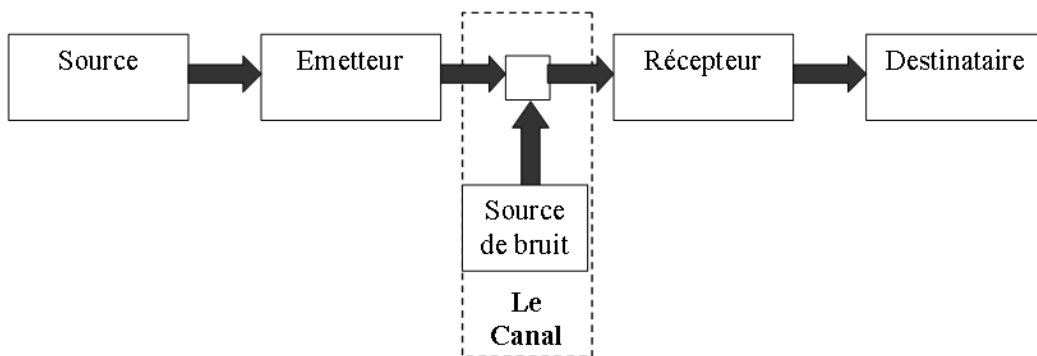 Source
Emetteur
Récepteur
Destinataire
Source
de bruit
Le
Canal